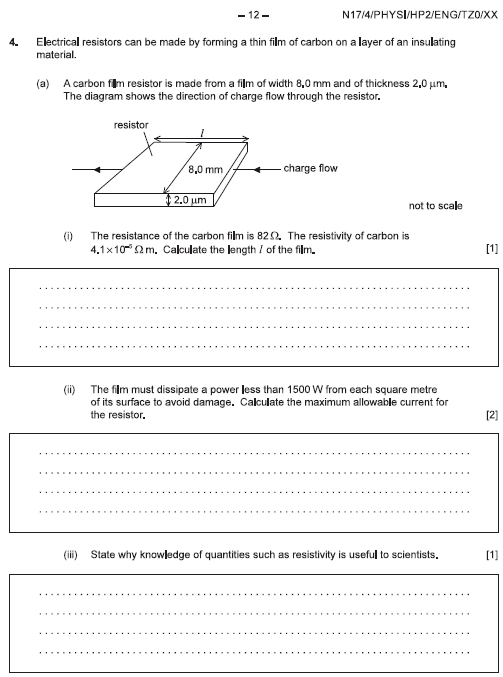 – 12 –
N17/4/PHYSI/HP2/ENG/TZ0/XX
4. Electrical resistors can be made by forming a thin film of carbon on a layer of an insulating
material.
(a) A carbon film resistor is made from a film of width 8.0 mm and of thickness 2.0 μm.
The diagram shows the direction of charge flow through the resistor.
resistor
l
8.0 mm
charge flow
2.0 μm
not to scale
(i) The resistance of the carbon film is 82 Ω. The resistivity of carbon is
4.1×10⁻⁵ Ω m. Calculate the length l of the film. [1]
(ii) The film must dissipate a power less than 1500 W from each square metre
of its surface to avoid damage. Calculate the maximum allowable current for
the resistor. [2]
(iii) State why knowledge of quantities such as resistivity is useful to scientists. [1]